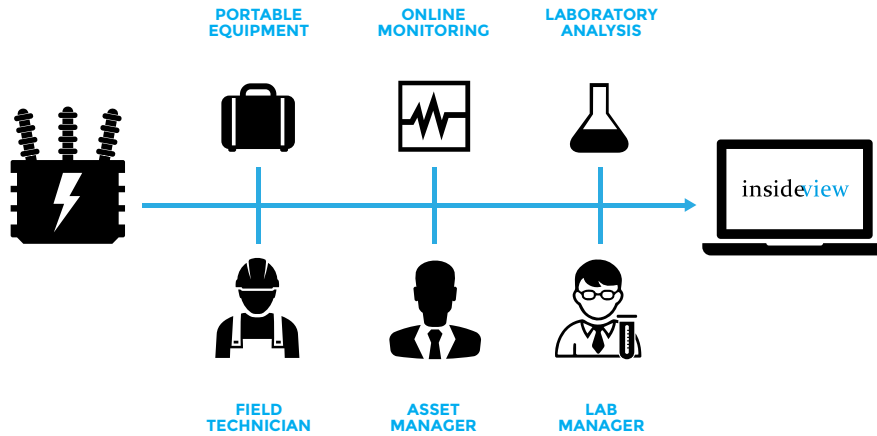 PORTABLE
EQUIPMENT
ONLINE
MONITORING
LABORATORY
ANALYSIS
insideview
FIELD
TECHNICIAN
ASSET
MANAGER
LAB
MANAGER